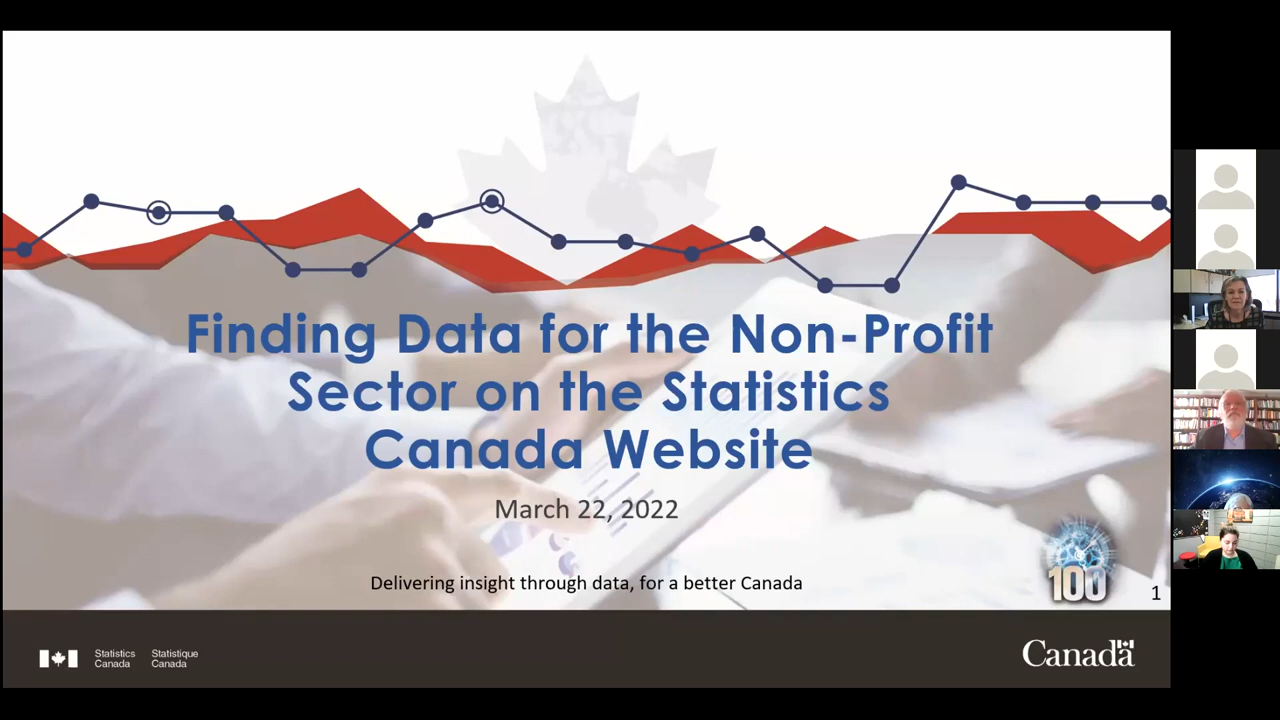 Finding Data for the Non-Profit
Sector on the Statistics
Canada Website
March 22, 2022
Delivering insight through data, for a better Canada
100
1
Statistics Statistique
Canada Canada
Canada